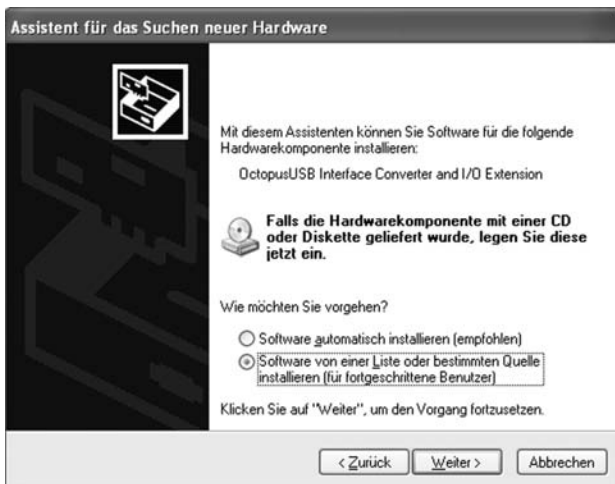 Assistent für das Suchen neuer Hardware
Mit diesem Assistenten können Sie Software für die folgende
Hardwarekomponente installieren:
OctopusUSB Interface Converter and I/O Extension
Falls die Hardwarekomponente mit einer CD
oder Diskette geliefert wurde, legen Sie diese
jetzt ein.
Wie möchten Sie vorgehen?
Software automatisch installieren (empfohlen)
Software von einer Liste oder bestimmten Quelle
installieren (für fortgeschrittene Benutzer)
Klicken Sie auf "Weiter", um den Vorgang fortzusetzen.
< Zurück Weiter > Abbrechen